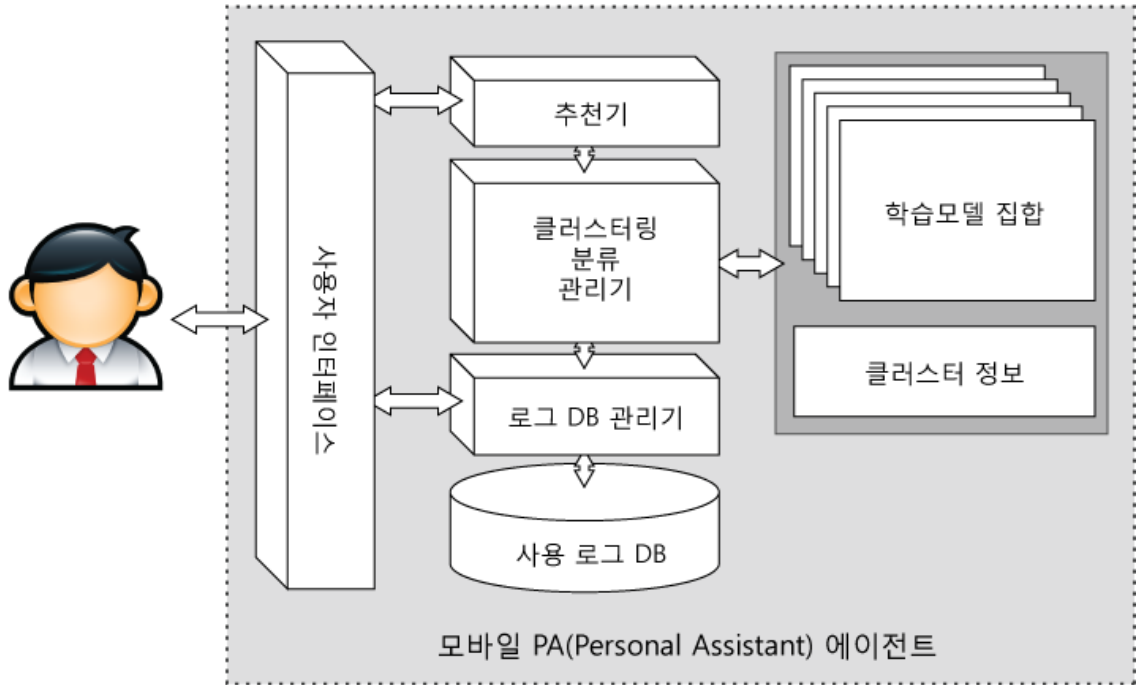 추천기
클러스터링
분류
관리기
학습모델 집합
사용자 인터페이스
클러스터 정보
로그 DB 관리기
사용 로그 DB
모바일 PA(Personal Assistant) 에이전트